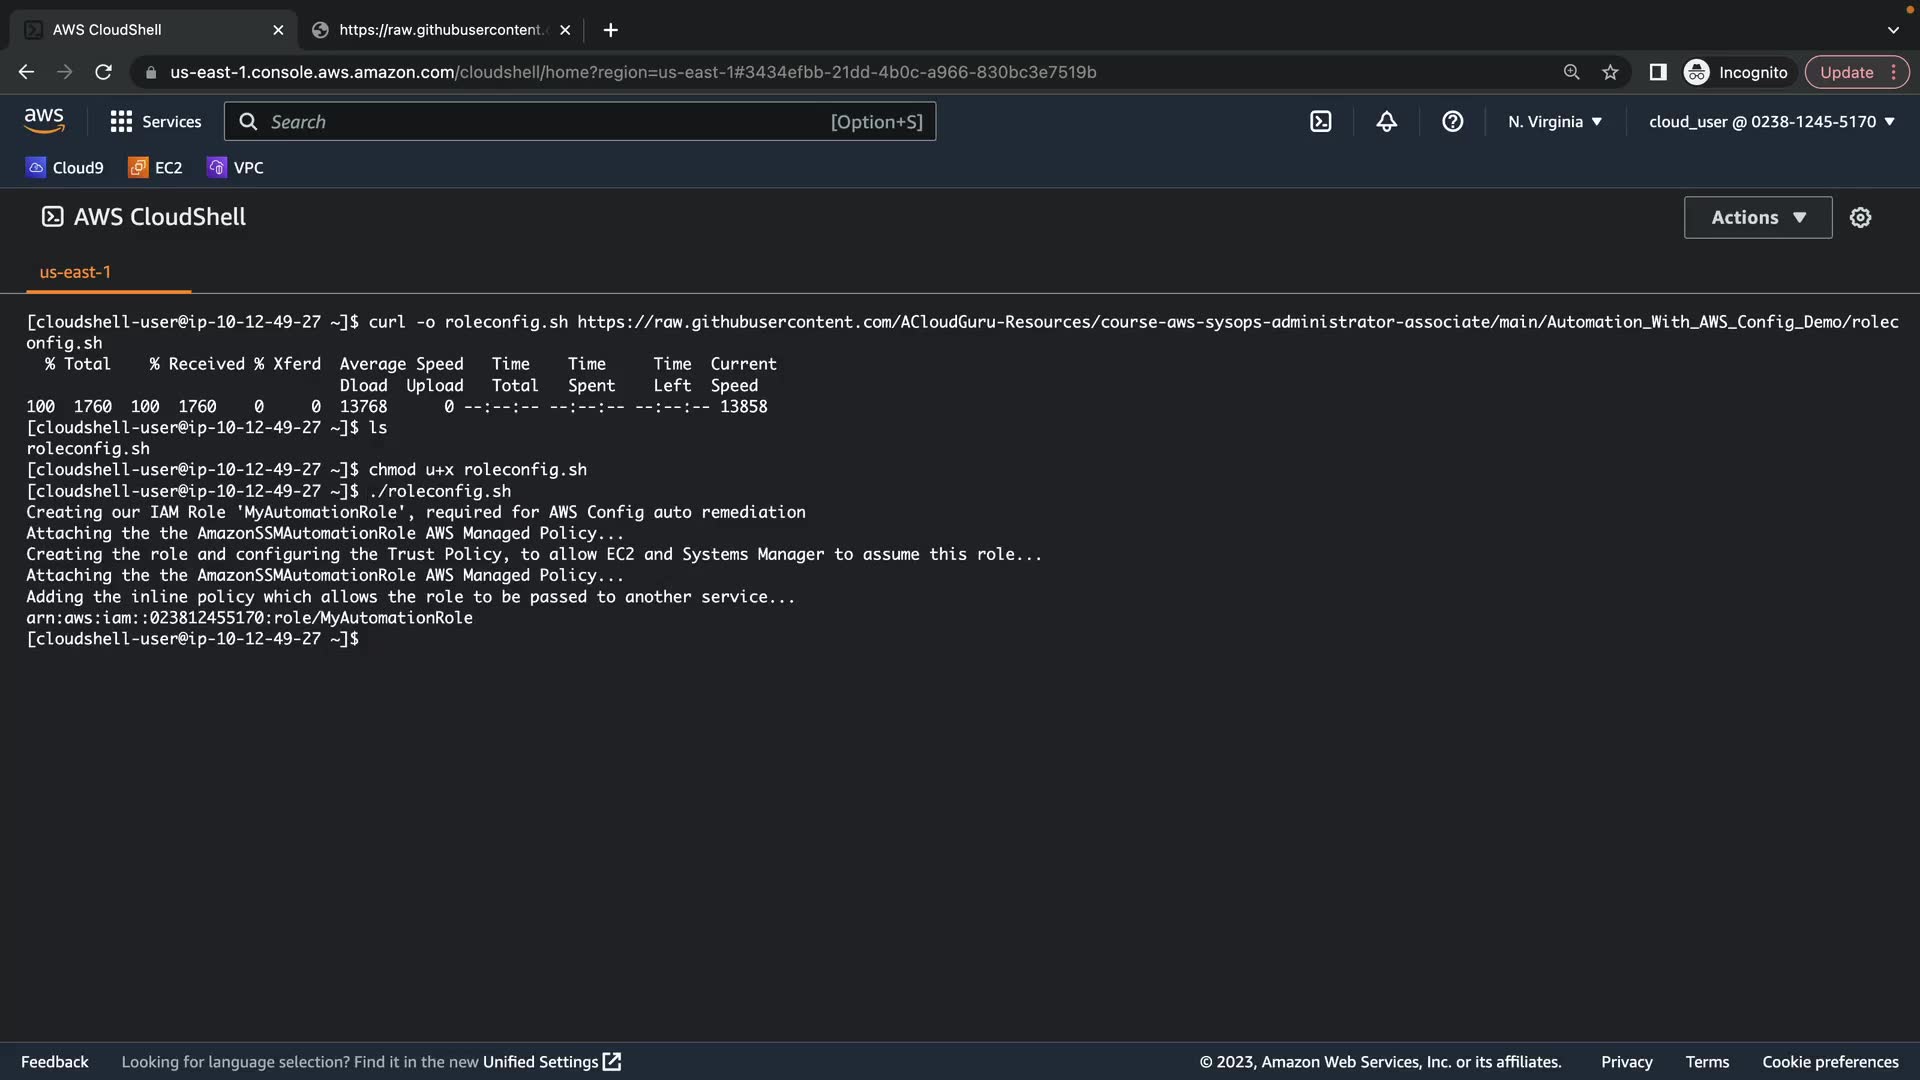 AWS CloudShell
https://raw.githubusercontent.
us-east-1.console.aws.amazon.com/cloudshell/home?region=us-east-1#3434efbb-21dd-4b0c-a966-830bc3e7519b
Incognito
Update
aws
Services
Search
[Option+S]
N. Virginia
cloud_user @ 0238-1245-5170
Cloud9
EC2
VPC
AWS CloudShell
Actions
us-east-1
[cloudshell-user@ip-10-12-49-27 ~]$ curl -o roleconfig.sh https://raw.githubusercontent.com/ACloudGuru-Resources/course-aws-sysops-administrator-associate/main/Automation_With_AWS_Config_Demo/rolec
onfig.sh
% Total % Received % Xferd Average Speed Time Time Time Current
Dload Upload Total Spent Left Speed
100 1760 100 1760 0 0 13768 0 --:--:-- --:--:-- --:--:-- 13858
[cloudshell-user@ip-10-12-49-27 ~]$ ls
roleconfig.sh
[cloudshell-user@ip-10-12-49-27 ~]$ chmod u+x roleconfig.sh
[cloudshell-user@ip-10-12-49-27 ~]$ ./roleconfig.sh
Creating our IAM Role 'MyAutomationRole', required for AWS Config auto remediation
Attaching the the AmazonSSMAutomationRole AWS Managed Policy...
Creating the role and configuring the Trust Policy, to allow EC2 and Systems Manager to assume this role...
Attaching the the AmazonSSMAutomationRole AWS Managed Policy...
Adding the inline policy which allows the role to be passed to another service...
arn:aws:iam::023812455170:role/MyAutomationRole
[cloudshell-user@ip-10-12-49-27 ~]$
Feedback
Looking for language selection? Find it in the new Unified Settings
© 2023, Amazon Web Services, Inc. or its affiliates.
Privacy
Terms
Cookie preferences